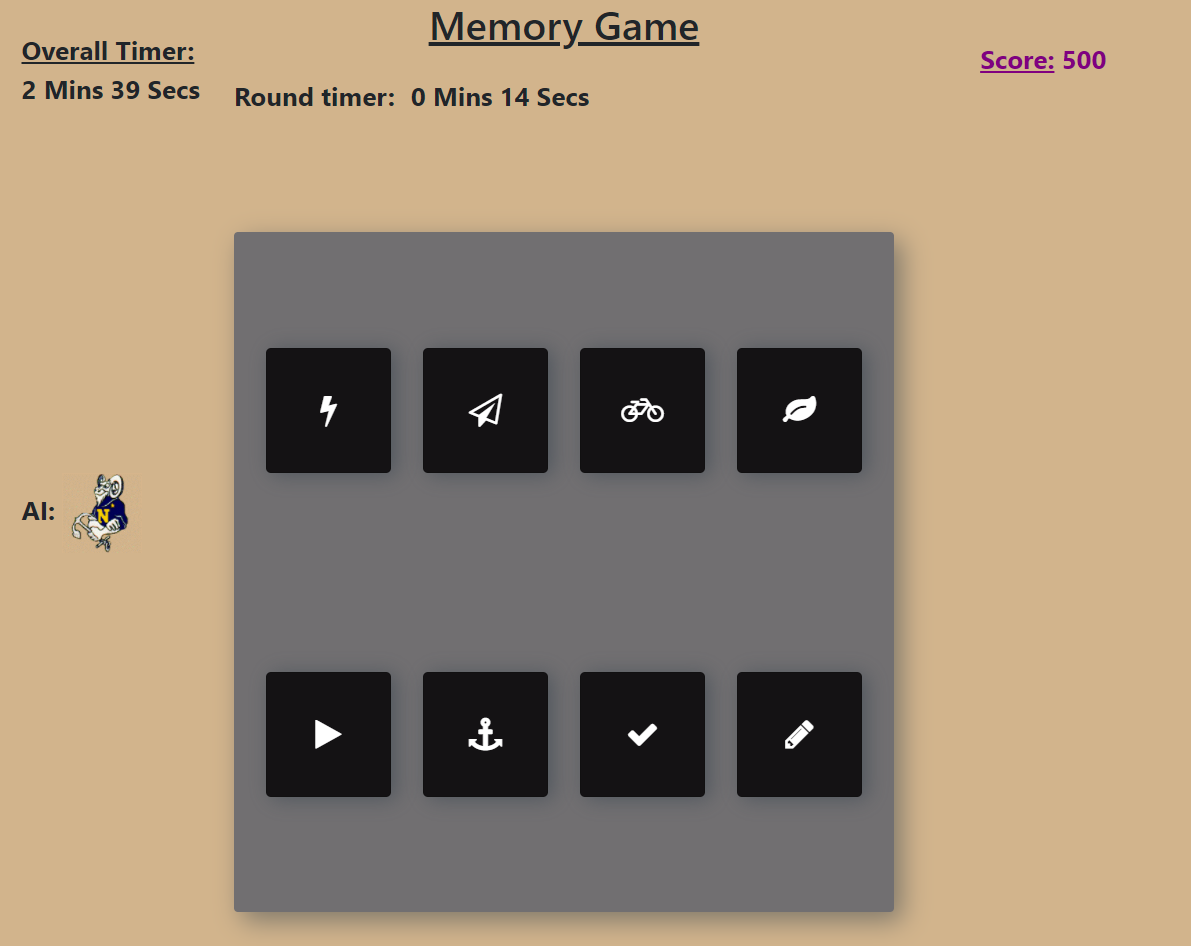 Memory Game
Overall Timer:
2 Mins 39 Secs
Round timer: 0 Mins 14 Secs
Score: 500
AI:
N